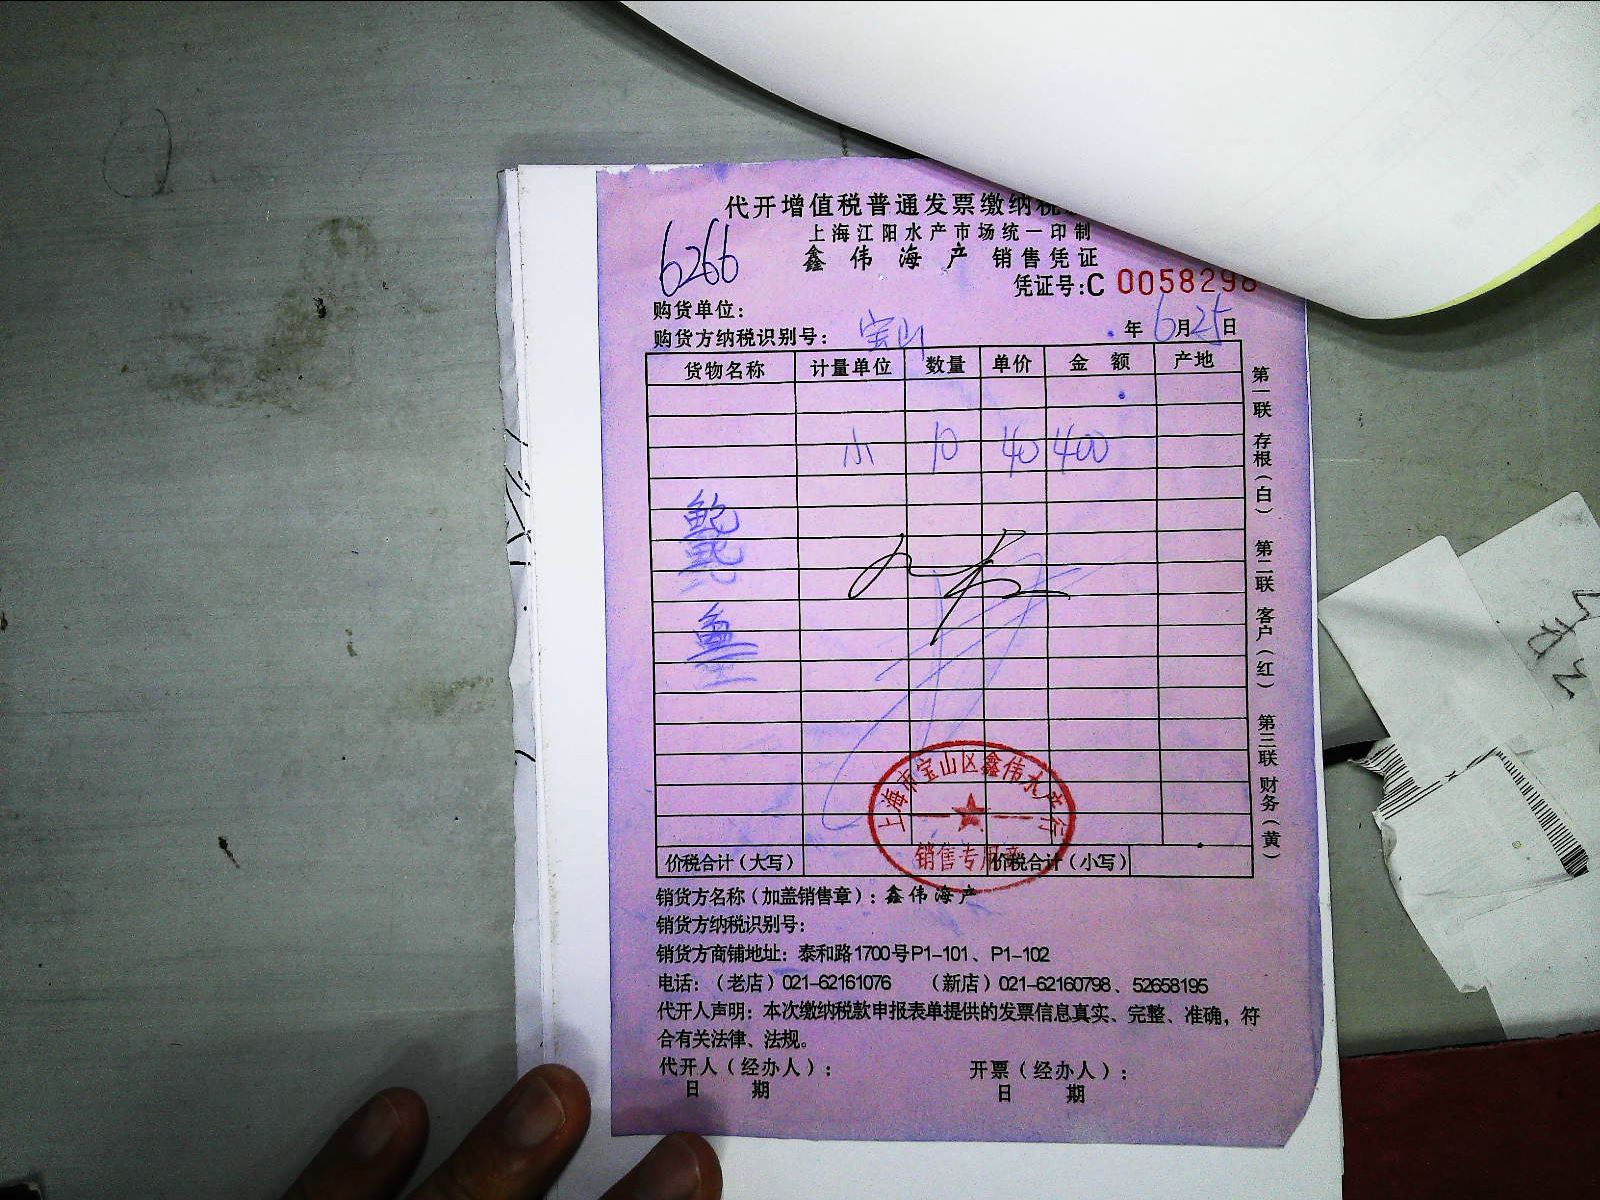 代开增值税普通发票缴纳税
上海江阳水产市场统一印制
6266
鑫伟海产 销售凭证
凭证号:C 0058298
购货单位：
购货方纳税识别号： 宝山 年 6月25日
货物名称 计量单位 数量 单价 金额 产地
小 10 40 400
第一联 存根（白） 第二联 客户（红） 第三联 财务（黄）
上海市宝山区鑫伟水产行
销售专用章
价税合计（大写） 价税合计（小写）
销货方名称（加盖销售章）：鑫伟海产
销货方纳税识别号：
销货方商铺地址：泰和路1700号P1-101、P1-102
电话：（老店）021-62161076 （新店）021-62160798、52658195
代开人声明：本次缴纳税款申报表单提供的发票信息真实、完整、准确，符
合有关法律、法规。
代开人（经办人）： 开票（经办人）：
日 期 日 期